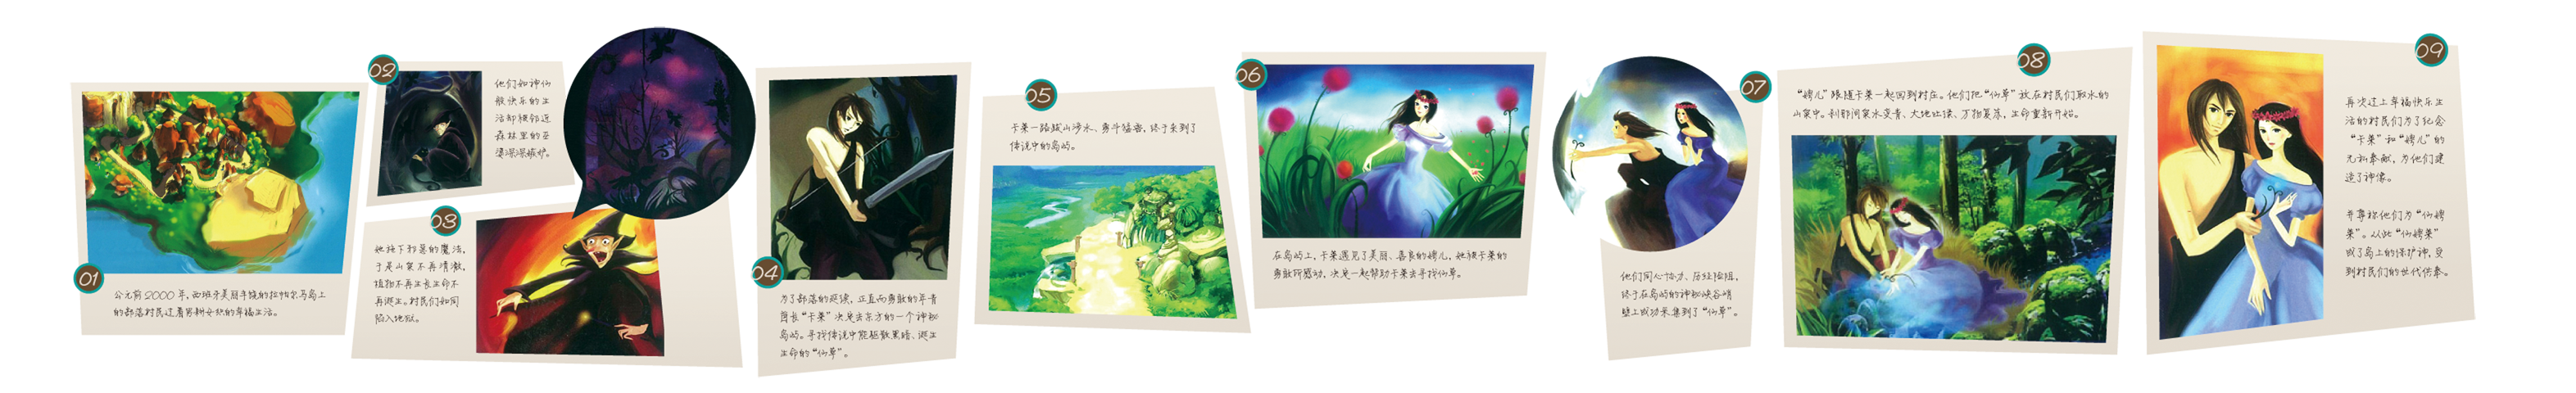 01
公元前2000年，西班牙美丽丰饶的拉帕尔马岛上
的部落村民过着男耕女织的幸福生活。
02
他们如神仙
般快乐的生
活却被邻近
森林里的巫
婆深深嫉妒。
03
她施下邪恶的魔法，
于是山泉不再清澈，
植物不再生长生命不
再诞生。村民们如同
陷入地狱。
04
为了部落的延续，正直而勇敢的年青
酋长“卡莱”决定去东方的一个神秘
岛屿。寻找传说中能驱散黑暗、诞生
生命的“仙草”。
05
卡莱一路跋山涉水、勇斗猛兽，终于来到了
传说中的岛屿。
06
在岛屿上，卡莱遇见了美丽、善良的娉儿，她被卡莱的
勇敢所感动，决定一起帮助卡莱去寻找仙草。
07
他们同心协力、历经险阻，
终于在岛屿的神秘峡谷峭
壁上成功采集到了“仙草”。
08
“娉儿”跟随卡莱一起回到村庄。他们把“仙草”放在村民们取水的
山泉中。刹那间泉水变青、大地吐绿、万物复苏，生命重新开始。
09
再次过上幸福快乐生
活的村民们为了纪念
“卡莱”和“娉儿”的
无私奉献，为他们建
造了神像。
并尊称他们为“仙娉
莱”。从此“仙娉莱”
成了岛上的保护神，受
到村民们的世代供奉。